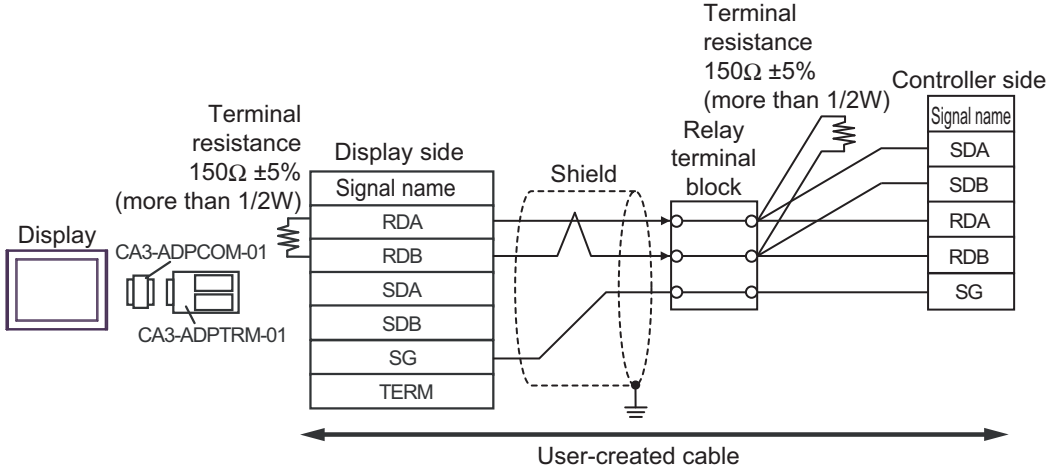 Terminal
resistance
150Ω ±5%
(more than 1/2W)
Controller side
Signal name
SDA
SDB
RDA
RDB
SG
Relay
terminal
block
Shield
Terminal
resistance
150Ω ±5%
(more than 1/2W)
Display side
Signal name
RDA
RDB
SDA
SDB
SG
TERM
Display
CA3-ADPCOM-01
CA3-ADPTRM-01
User-created cable